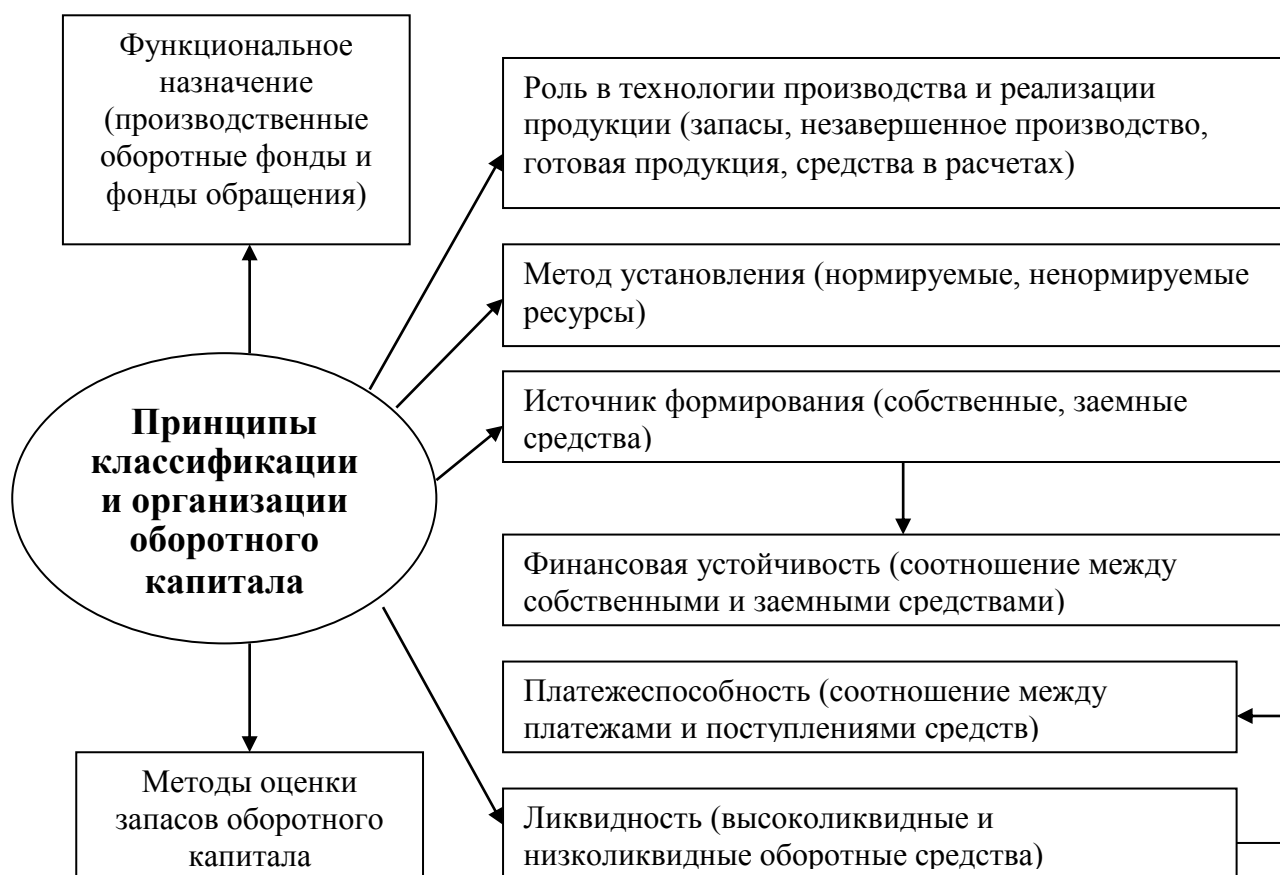 Функциональное
назначение
(производственные
оборотные фонды и
фонды обращения)
Роль в технологии производства и реализации
продукции (запасы, незавершенное производство,
готовая продукция, средства в расчетах)
Метод установления (нормируемые, ненормируемые
ресурсы)
Источник формирования (собственные, заемные
средства)
Принципы
классификации
и организации
оборотного
капитала
Финансовая устойчивость (соотношение между
собственными и заемными средствами)
Платежеспособность (соотношение между
платежами и поступлениями средств)
Методы оценки
запасов оборотного
капитала
Ликвидность (высоколиквидные и
низколиквидные оборотные средства)